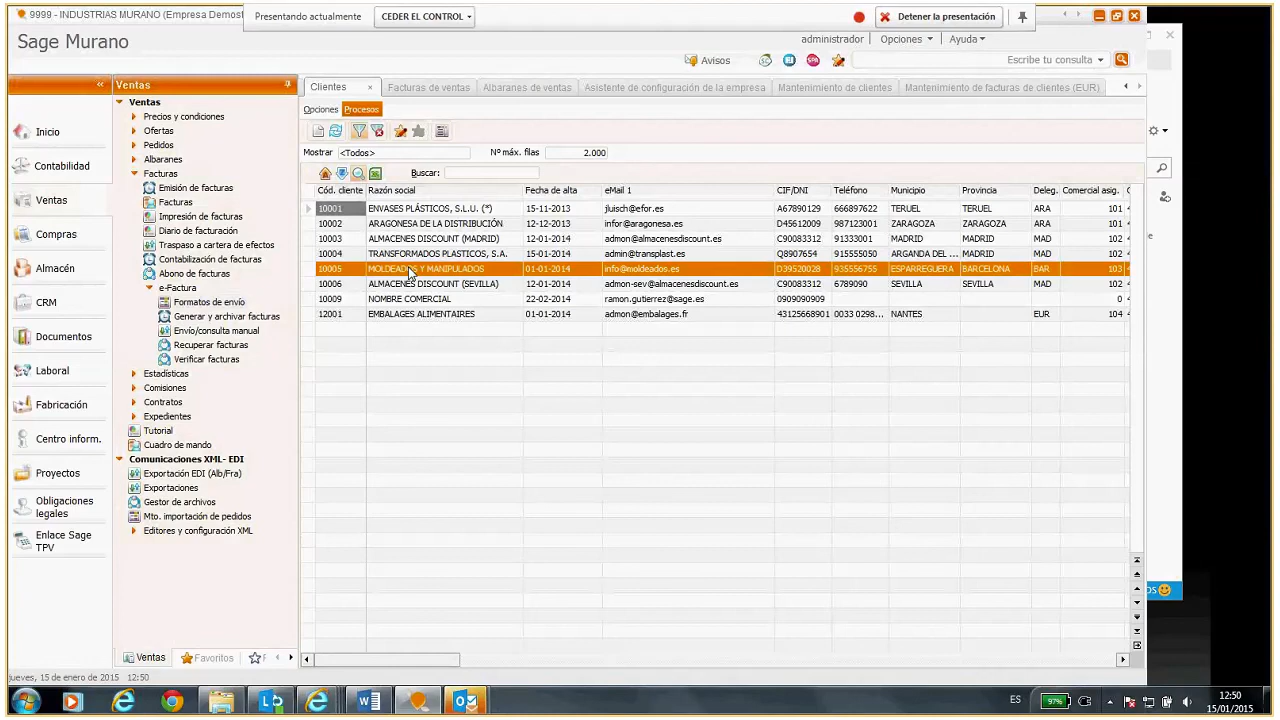 9999 - INDUSTRIAS MURANO (Empresa Demost
Presentando actualmente
CEDER EL CONTROL
Detener la presentación
Sage Murano
administrador
Opciones
Ayuda
Avisos
Escribe tu consulta
Ventas
Clientes
Facturas de ventas
Albaranes de ventas
Asistente de configuración de la empresa
Mantenimiento de clientes
Mantenimiento de facturas de clientes (EUR)
Opciones Procesos
Mostrar <Todos> Nº máx. filas 2.000
Buscar:
Inicio
Contabilidad
Ventas
Compras
Almacén
CRM
Documentos
Laboral
Fabricación
Centro inform.
Proyectos
Obligaciones
legales
Enlace Sage
TPV
Ventas
Precios y condiciones
Ofertas
Pedidos
Albaranes
Facturas
Emisión de facturas
Facturas
Impresión de facturas
Diario de facturación
Traspaso a cartera de efectos
Contabilización de facturas
Abono de facturas
e-Factura
Formatos de envío
Generar y archivar facturas
Envío/consulta manual
Recuperar facturas
Verificar facturas
Estadísticas
Comisiones
Contratos
Expedientes
Tutorial
Cuadro de mando
Comunicaciones XML- EDI
Exportación EDI (Alb/Fra)
Exportaciones
Gestor de archivos
Mto. importación de pedidos
Editores y configuración XML
Ventas
Favoritos
Cód. cliente Razón social Fecha de alta eMail 1 CIF/DNI Teléfono Municipio Provincia Deleg. Comercial asig.
10001 ENVASES PLÁSTICOS, S.L.U. (*) 15-11-2013 jluisch@efor.es A67890129 666897622 TERUEL TERUEL ARA 101
10002 ARAGONESA DE LA DISTRIBUCIÓN 12-12-2013 infor@aragonesa.es D45612009 987123001 ZARAGOZA ZARAGOZA ARA 101
10003 ALMACENES DISCOUNT (MADRID) 12-01-2014 admon@almacenesdiscount.es C90083312 91333001 MADRID MADRID MAD 102
10004 TRANSFORMADOS PLASTICOS, S.A. 15-01-2014 admin@transplast.es Q8907654 915555050 ARGANDA DEL ... MADRID MAD 102
10005 MOLDEADOS Y MANIPULADOS 01-01-2014 info@moldeados.es D39520028 935556755 ESPARREGUERA BARCELONA BAR 103
10006 ALMACENES DISCOUNT (SEVILLA) 12-01-2014 admon-sev@almacenesdiscount.es C90083312 6789090 SEVILLA SEVILLA MAD 102
10009 NOMBRE COMERCIAL 22-02-2014 ramon.gutierrez@sage.es 0909090909 0
12001 EMBALAGES ALIMENTAIRES 01-01-2014 admon@embalages.fr 43125668901 0033 0298... NANTES EUR 104
jueves, 15 de enero de 2015 12:50
ES
97%
12:50
15/01/2015